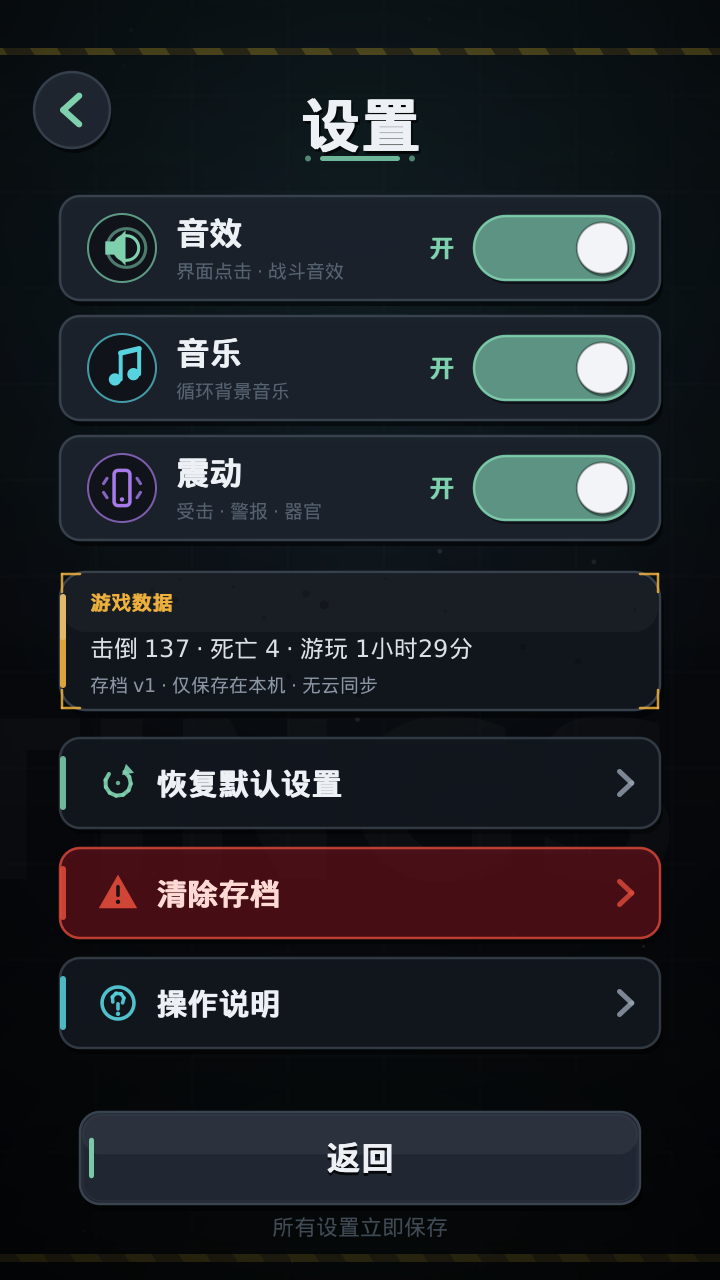 设置
音效
界面点击 · 战斗音效
开
音乐
循环背景音乐
开
震动
受击 · 警报 · 器官
开
游戏数据
击倒 137 · 死亡 4 · 游玩 1小时29分
存档 v1 · 仅保存在本机 · 无云同步
恢复默认设置
清除存档
操作说明
返回
所有设置立即保存